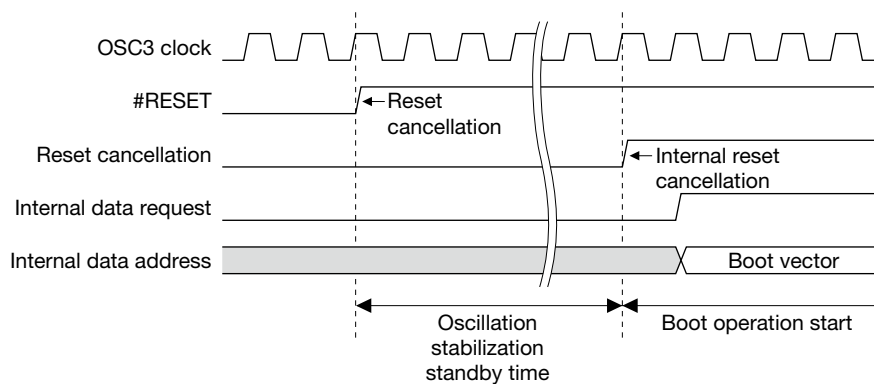 OSC3 clock
#RESET
Reset
cancellation
Reset cancellation
Internal reset
cancellation
Internal data request
Internal data address
Boot vector
Oscillation
stabilization
standby time
Boot operation start